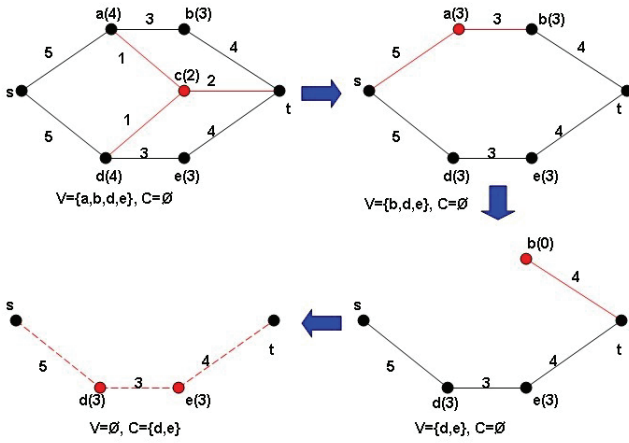 a(4) 3 b(3)
5 1 4
c(2) 2
s t
5 1 4
d(4) 3 e(3)
V={a,b,d,e}, C=Ø
a(3) 3 b(3)
5 4
s t
5 4
d(3) 3 e(3)
V={b,d,e}, C=Ø
b(0)
4
s t
5 4
d(3) 3 e(3)
V={d,e}, C=Ø
s t
5 4
d(3) 3 e(3)
V=Ø, C={d,e}